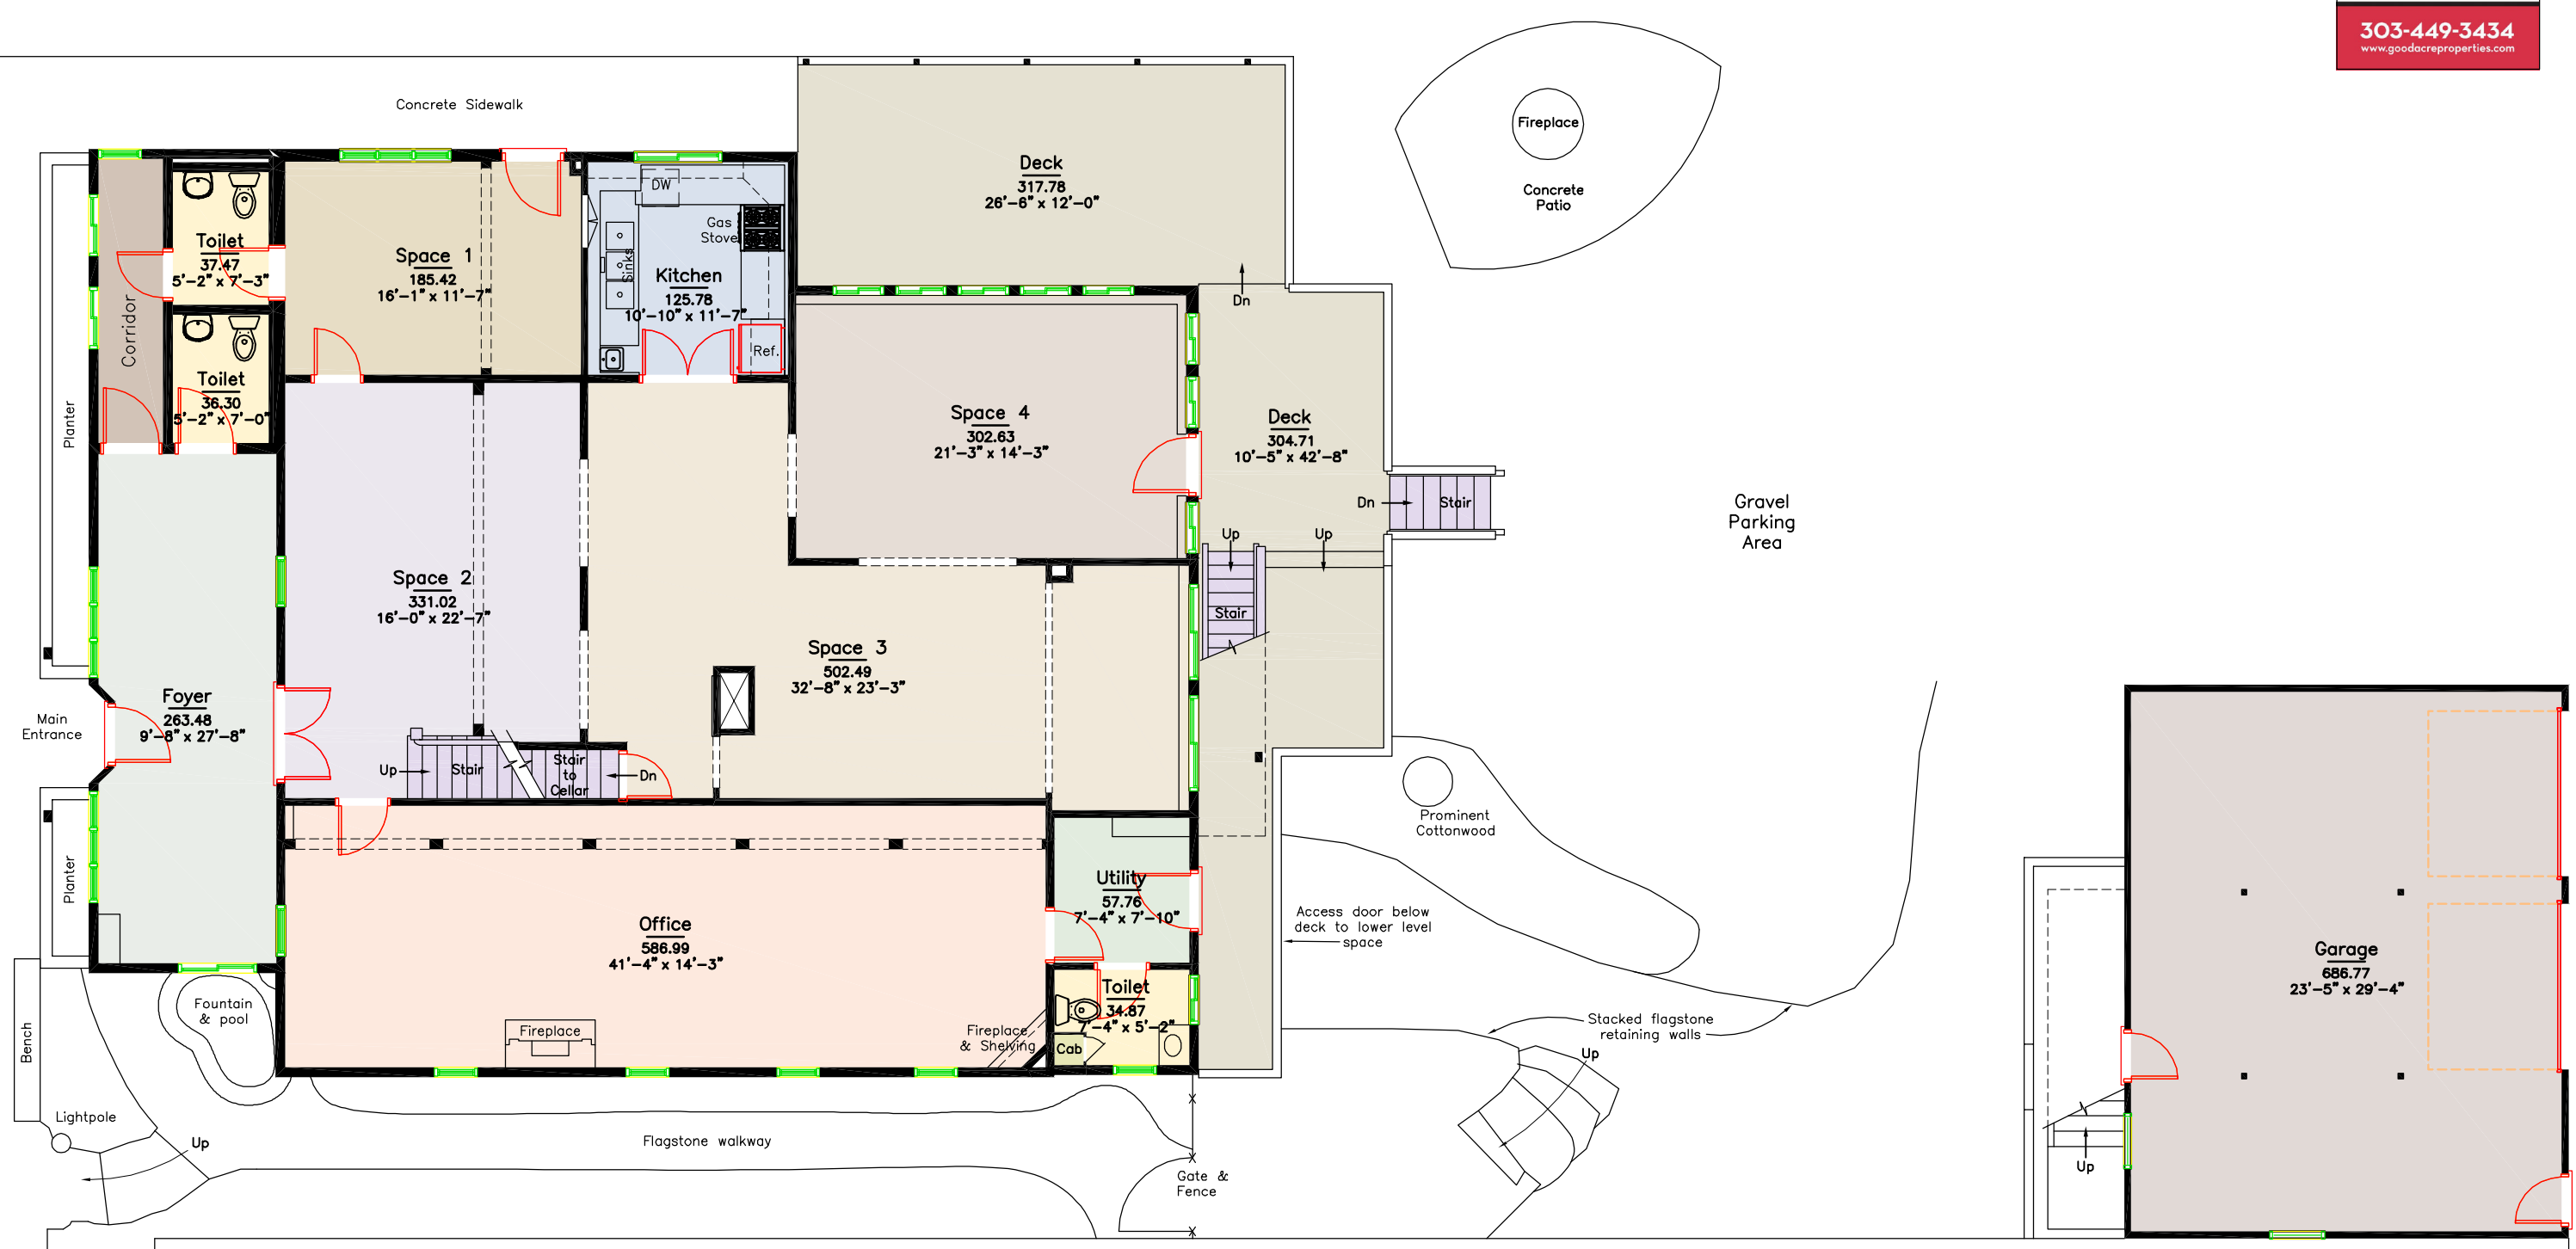 303-449-3434
www.goodacreproperties.com
Concrete Sidewalk
Fireplace
Concrete
Patio
Deck
317.78
26'-6" x 12'-0"
Dn
Toilet
37.47
5'-2" x 7'-3"
Space 1
185.42
16'-1" x 11'-7"
DW
Gas
Stove
Sinks
Kitchen
125.78
10'-10" x 11'-7"
Ref.
Corridor
Toilet
36.30
5'-2" x 7'-0"
Planter
Space 4
302.63
21'-3" x 14'-3"
Deck
304.71
10'-5" x 42'-8"
Dn
Stair
Gravel
Parking
Area
Up
Up
Stair
Space 2
331.02
16'-0" x 22'-7"
Space 3
502.49
32'-8" x 23'-3"
Main
Entrance
Foyer
263.48
9'-8" x 27'-8"
Up
Stair
Stair
to
Cellar
Dn
Prominent
Cottonwood
Planter
Office
586.99
41'-4" x 14'-3"
Utility
57.76
7'-4" x 7'-10"
Access door below
deck to lower level
space
Garage
686.77
23'-5" x 29'-4"
Fountain
& pool
Bench
Fireplace
Fireplace
& Shelving
Toilet
34.87
7'-4" x 5'-2"
Cab
Stacked flagstone
retaining walls
Up
Lightpole
Up
Flagstone walkway
Gate &
Fence
Up